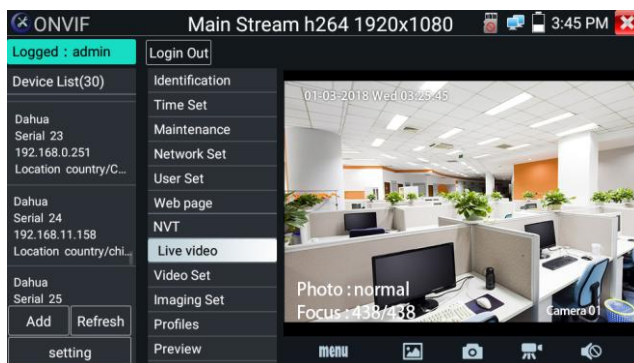 ONVIF
Main Stream h264 1920x1080
3:45 PM
Logged : admin
Login Out
Device List(30)
Dahua
Serial 23
192.168.0.251
Location country/C...
Dahua
Serial 24
192.168.11.158
Location country/chi...
Dahua
Serial 25
Add
Refresh
setting
Identification
Time Set
Maintenance
Network Set
User Set
Web page
NVT
Live video
Video Set
Imaging Set
Profiles
Preview
01-03-2018 Wed 03:25:45
Photo : normal
Focus : 438/438
Camera 01
menu